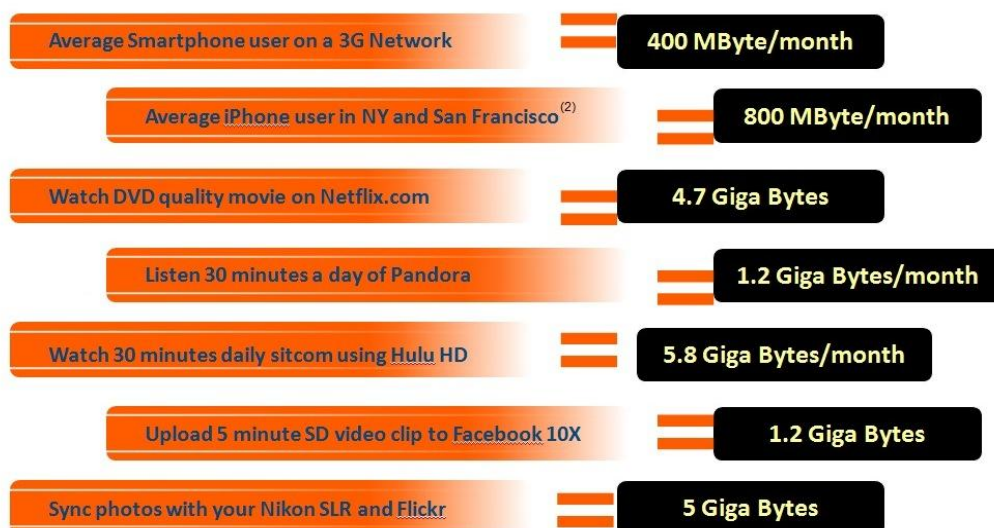 Average Smartphone user on a 3G Network
400 MByte/month
Average iPhone user in NY and San Francisco(2)
800 MByte/month
Watch DVD quality movie on Netflix.com
4.7 Giga Bytes
Listen 30 minutes a day of Pandora
1.2 Giga Bytes/month
Watch 30 minutes daily sitcom using Hulu HD
5.8 Giga Bytes/month
Upload 5 minute SD video clip to Facebook 10X
1.2 Giga Bytes
Sync photos with your Nikon SLR and Flickr
5 Giga Bytes